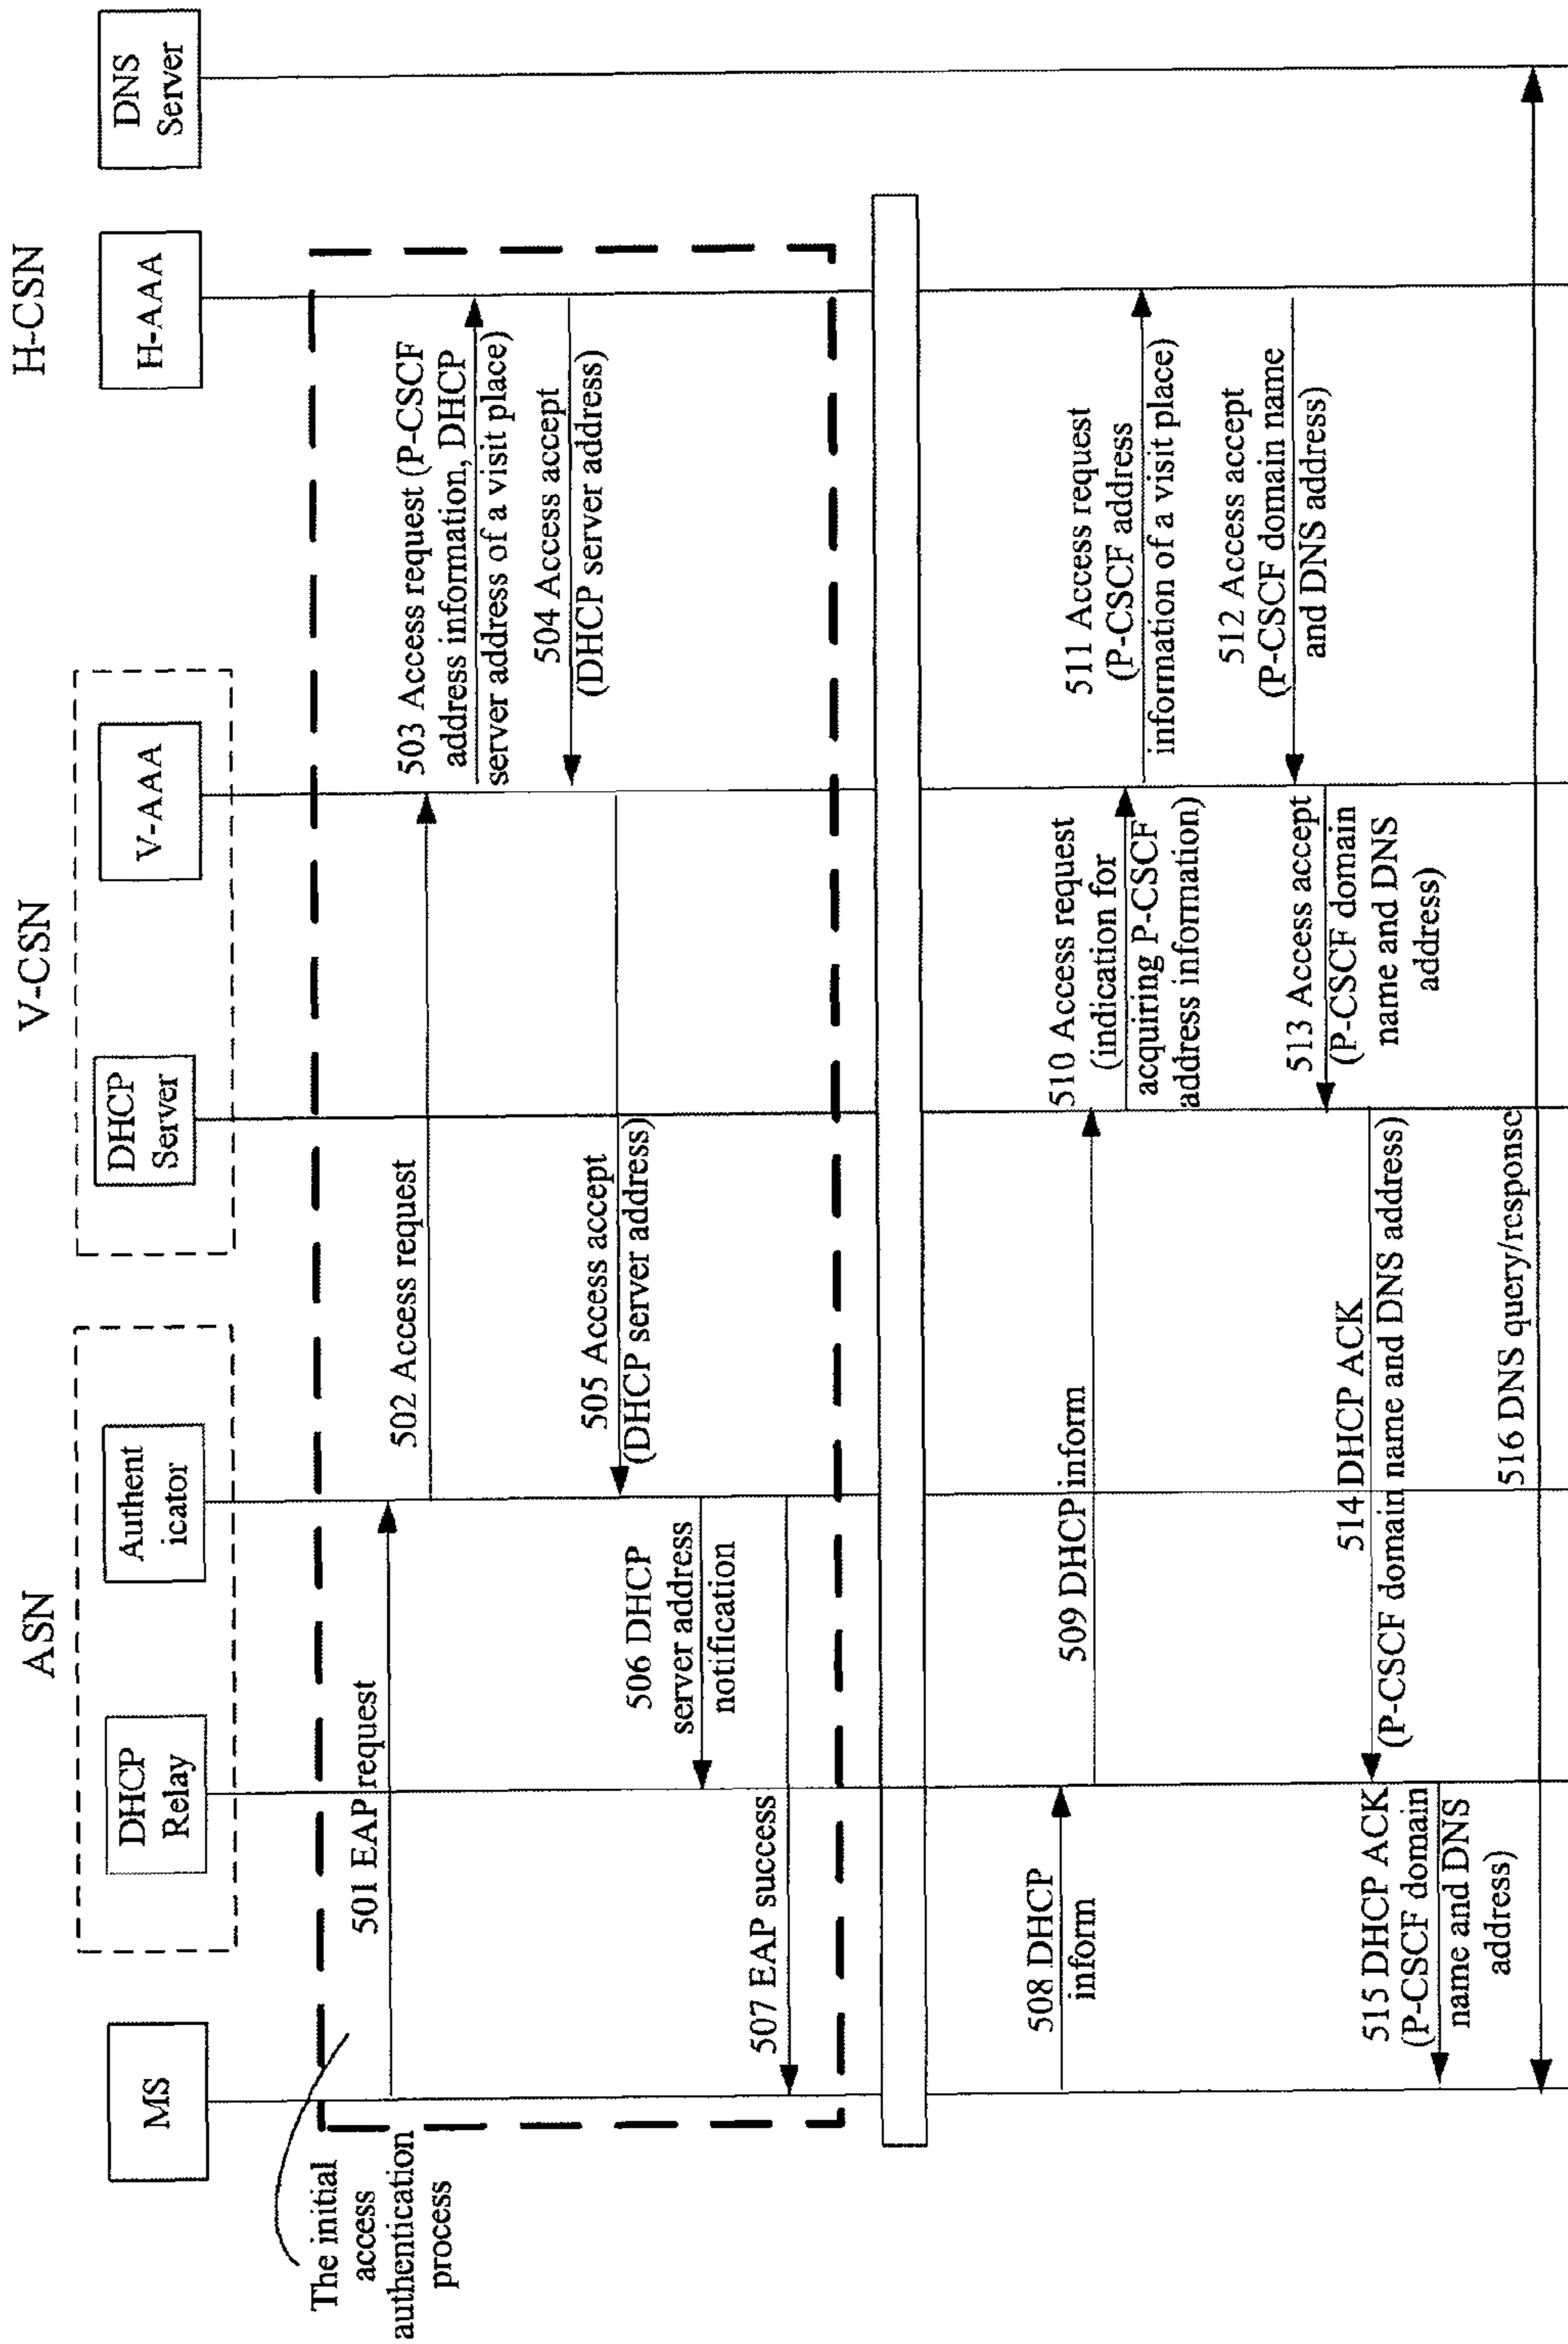 ASN
V-CSN
H-CSN
MS
DHCP
Relay
Authent
icator
DHCP
Server
V-AAA
H-AAA
DNS
Server
The initial
access
authentication
process
501 EAP request
502 Access request
503 Access request (P-CSCF
address information, DHCP
server address of a visit place)
504 Access accept
(DHCP server address)
505 Access accept
(DHCP server address)
506 DHCP
server address
notification
507 EAP success
508 DHCP
inform
509 DHCP inform
510 Access request
(indication for
acquiring P-CSCF
address information)
511 Access request
(P-CSCF address
information of a visit place)
512 Access accept
(P-CSCF domain name
and DNS address)
513 Access accept
(P-CSCF domain
name and DNS
address)
514 DHCP ACK
(P-CSCF domain name and DNS address)
515 DHCP ACK
(P-CSCF domain
name and DNS
address)
516 DNS query/response